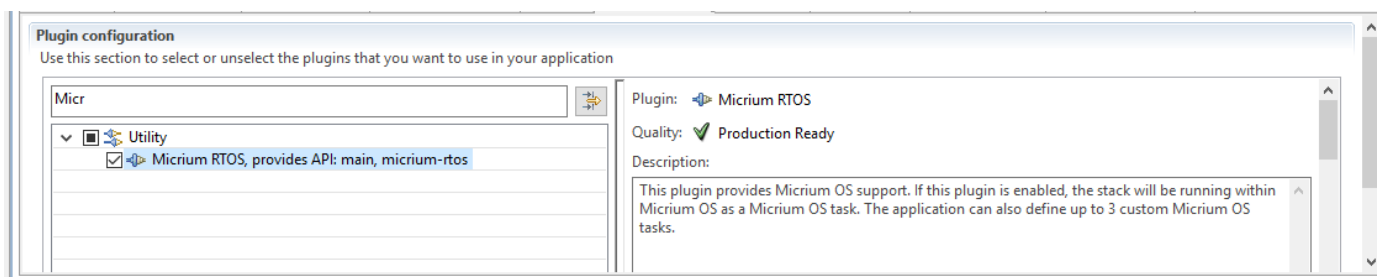 Plugin configuration
Use this section to select or unselect the plugins that you want to use in your application
Micr
Utility
Micrium RTOS, provides API: main, micrium-rtos
Plugin: Micrium RTOS
Quality: Production Ready
Description:
This plugin provides Micrium OS support. If this plugin is enabled, the stack will be running within
Micrium OS as a Micrium OS task. The application can also define up to 3 custom Micrium OS
tasks.